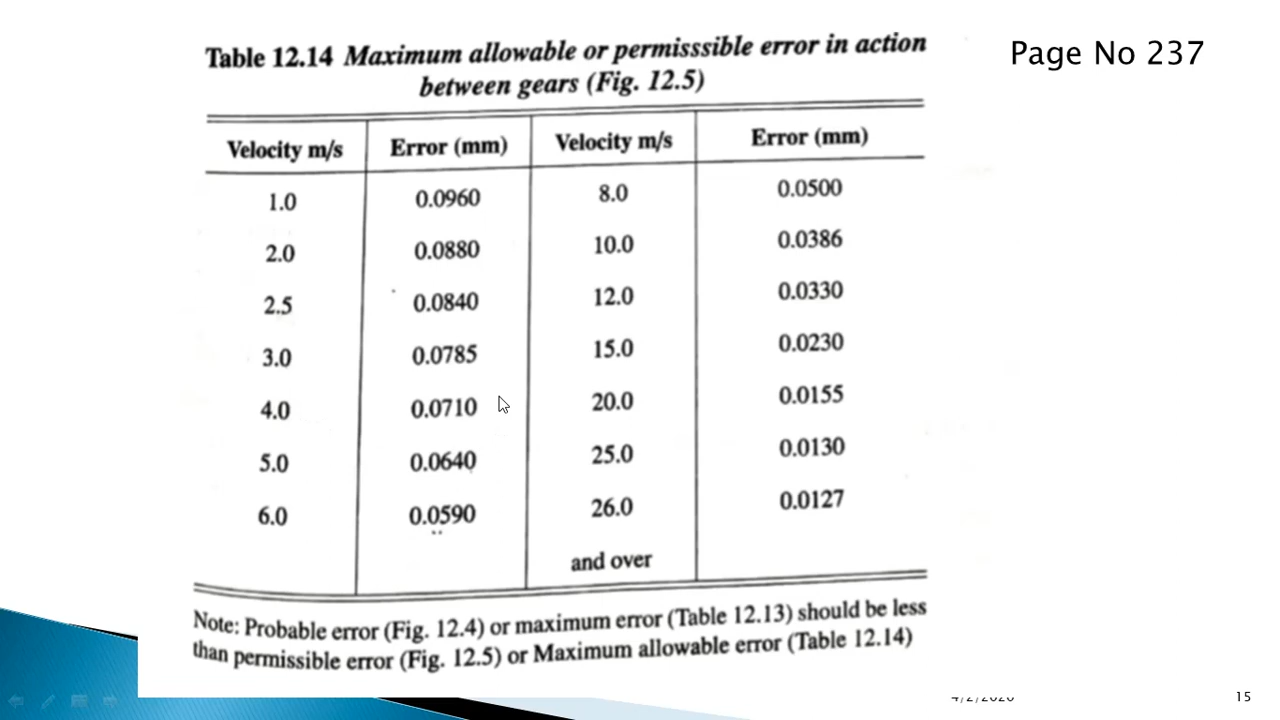 Table 12.14 Maximum allowable or permisssible error in action
between gears (Fig. 12.5)
Page No 237
Velocity m/s Error (mm) Velocity m/s Error (mm)
1.0 0.0960 8.0 0.0500
2.0 0.0880 10.0 0.0386
2.5 0.0840 12.0 0.0330
3.0 0.0785 15.0 0.0230
4.0 0.0710 20.0 0.0155
5.0 0.0640 25.0 0.0130
6.0 0.0590 26.0 0.0127
and over
Note: Probable error (Fig. 12.4) or maximum error (Table 12.13) should be less
than permissible error (Fig. 12.5) or Maximum allowable error (Table 12.14)
15